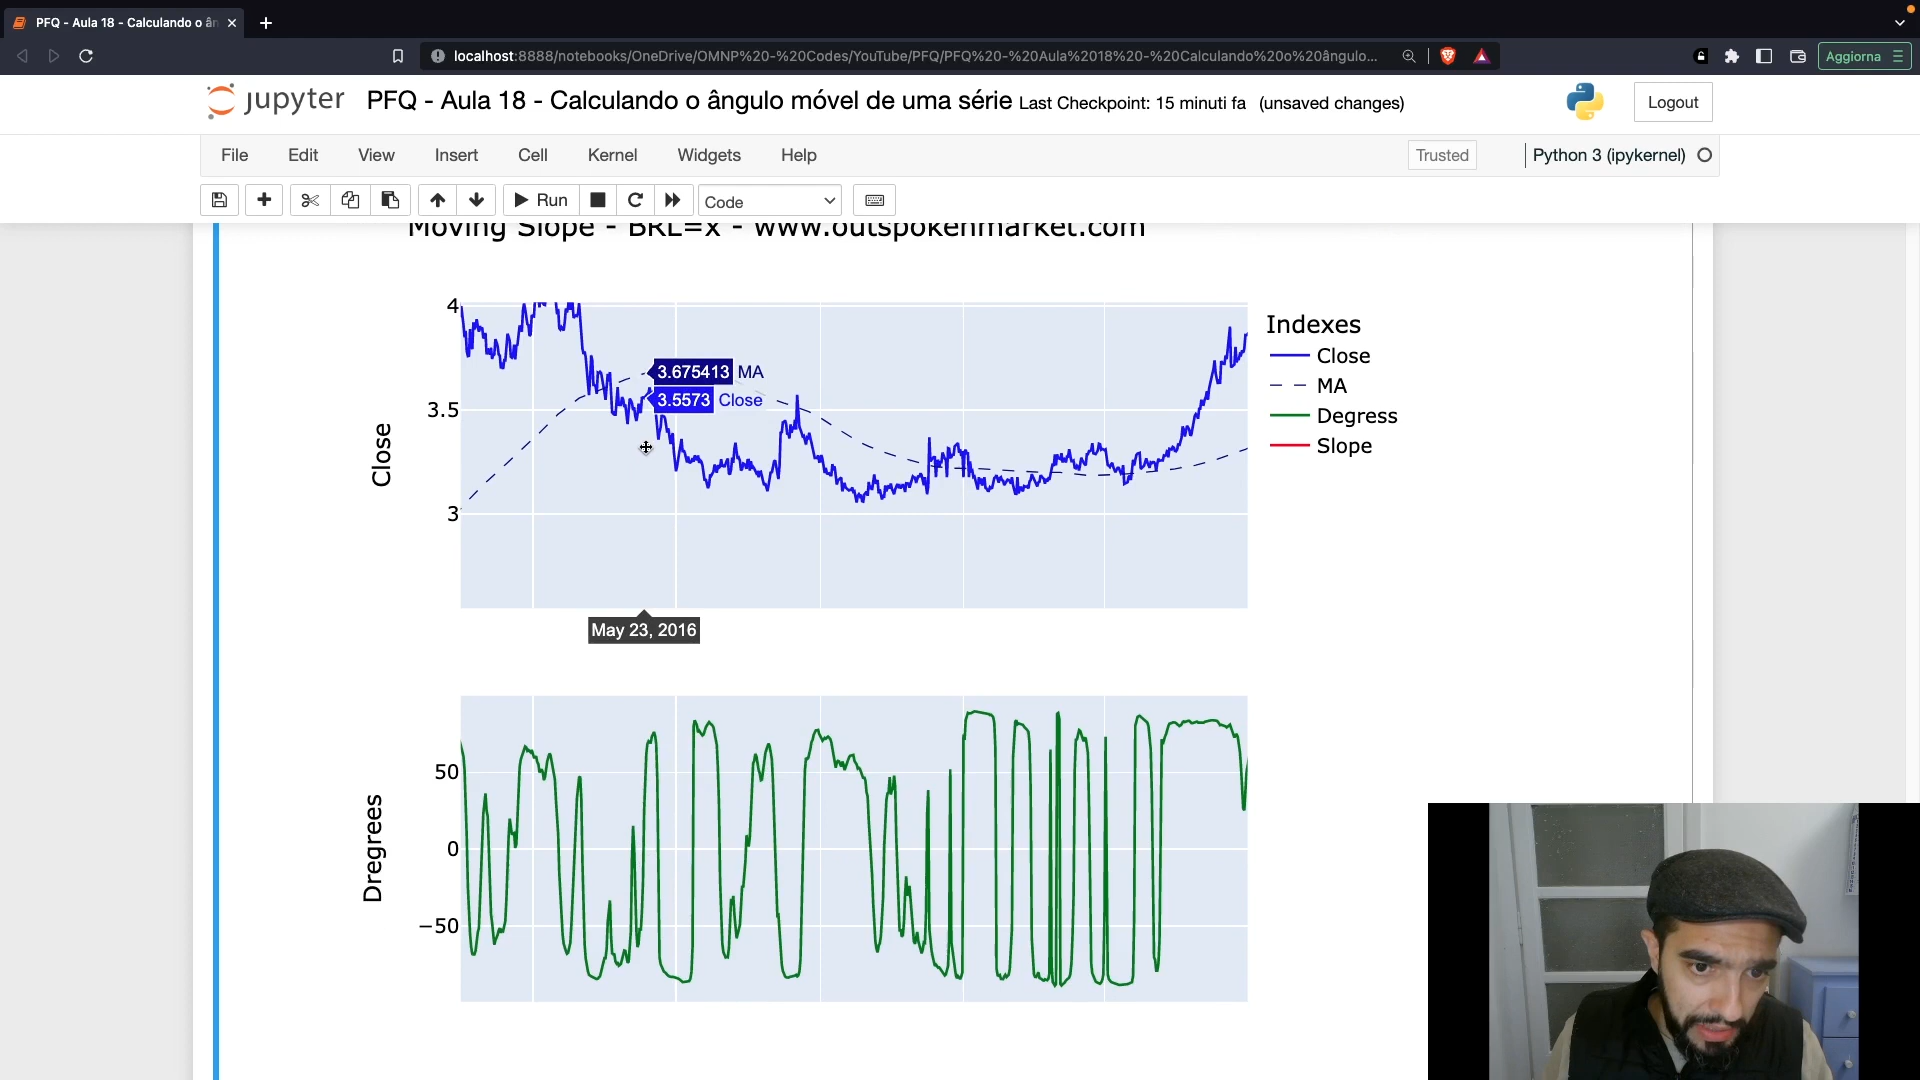 PFQ - Aula 18 - Calculando o ân
localhost:8888/notebooks/OneDrive/OMNP%20-%20Codes/YouTube/PFQ/PFQ%20-%20Aula%2018%20-%20Calculando%20o%20ângulo...
Aggiorna
jupyter PFQ - Aula 18 - Calculando o ângulo móvel de uma série Last Checkpoint: 15 minuti fa (unsaved changes)
Logout
File Edit View Insert Cell Kernel Widgets Help
Trusted
Python 3 (ipykernel)
Run
Code
Moving Slope - BRL=x - www.outspokenmarket.com
4
3.5
3
Close
3.675413 MA
3.5573 Close
May 23, 2016
Indexes
Close
MA
Degress
Slope
50
0
−50
Dregrees